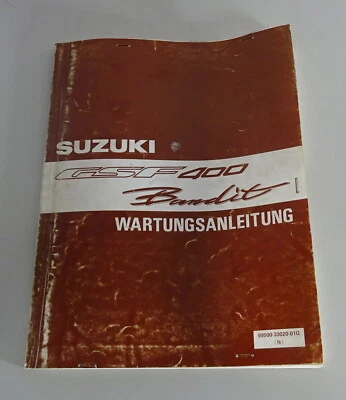 SUZUKI
GSF400
Bandit
WARTUNGSANLEITUNG
99500-33020-01G